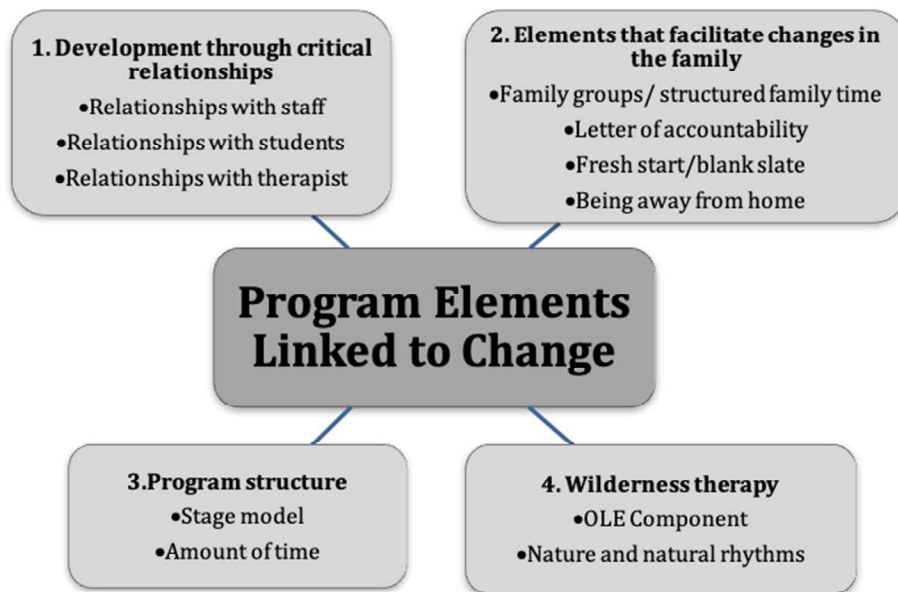 1. Development through critical
relationships
•Relationships with staff
•Relationships with students
•Relationships with therapist
2. Elements that facilitate changes in
the family
•Family groups/ structured family time
•Letter of accountability
•Fresh start/blank slate
•Being away from home
Program Elements
Linked to Change
3.Program structure
•Stage model
•Amount of time
4. Wilderness therapy
•OLE Component
•Nature and natural rhythms